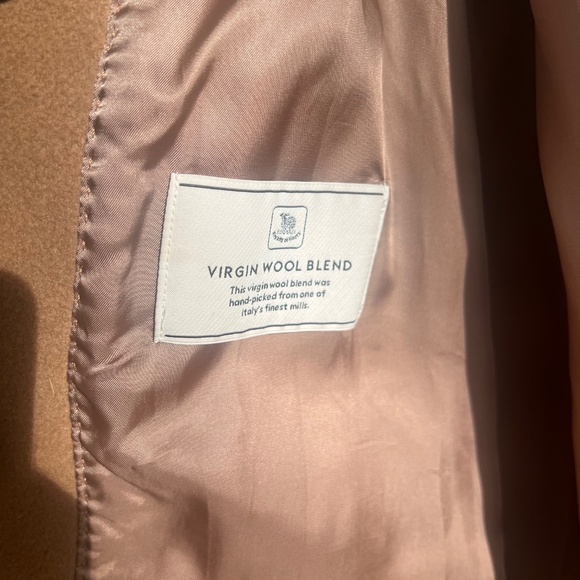 VIRGIN WOOL BLEND
This virgin wool blend was
hand-picked from one of
Italy's finest mills.